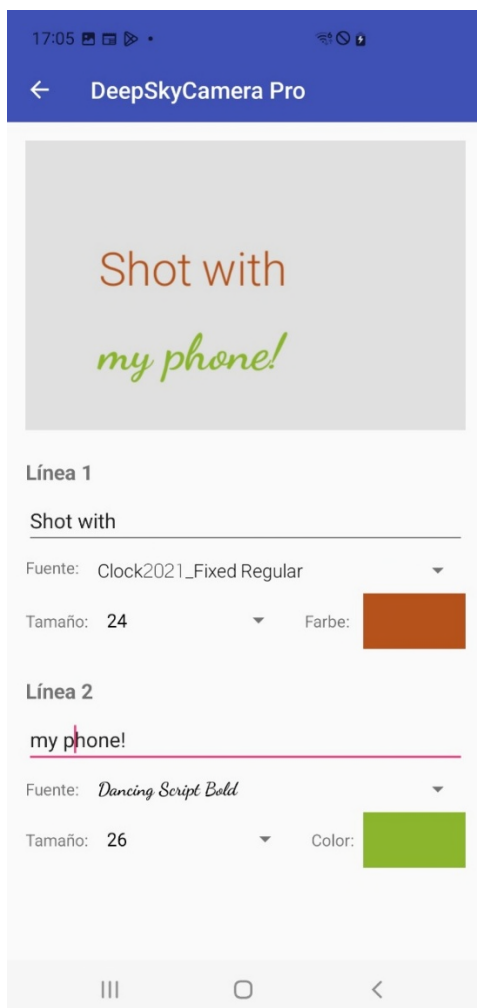 17:05
DeepSkyCamera Pro
Shot with
my phone!
Línea 1
Shot with
Fuente: Clock2021_Fixed Regular
Tamaño: 24 Farbe:
Línea 2
my phone!
Fuente: Dancing Script Bold
Tamaño: 26 Color: